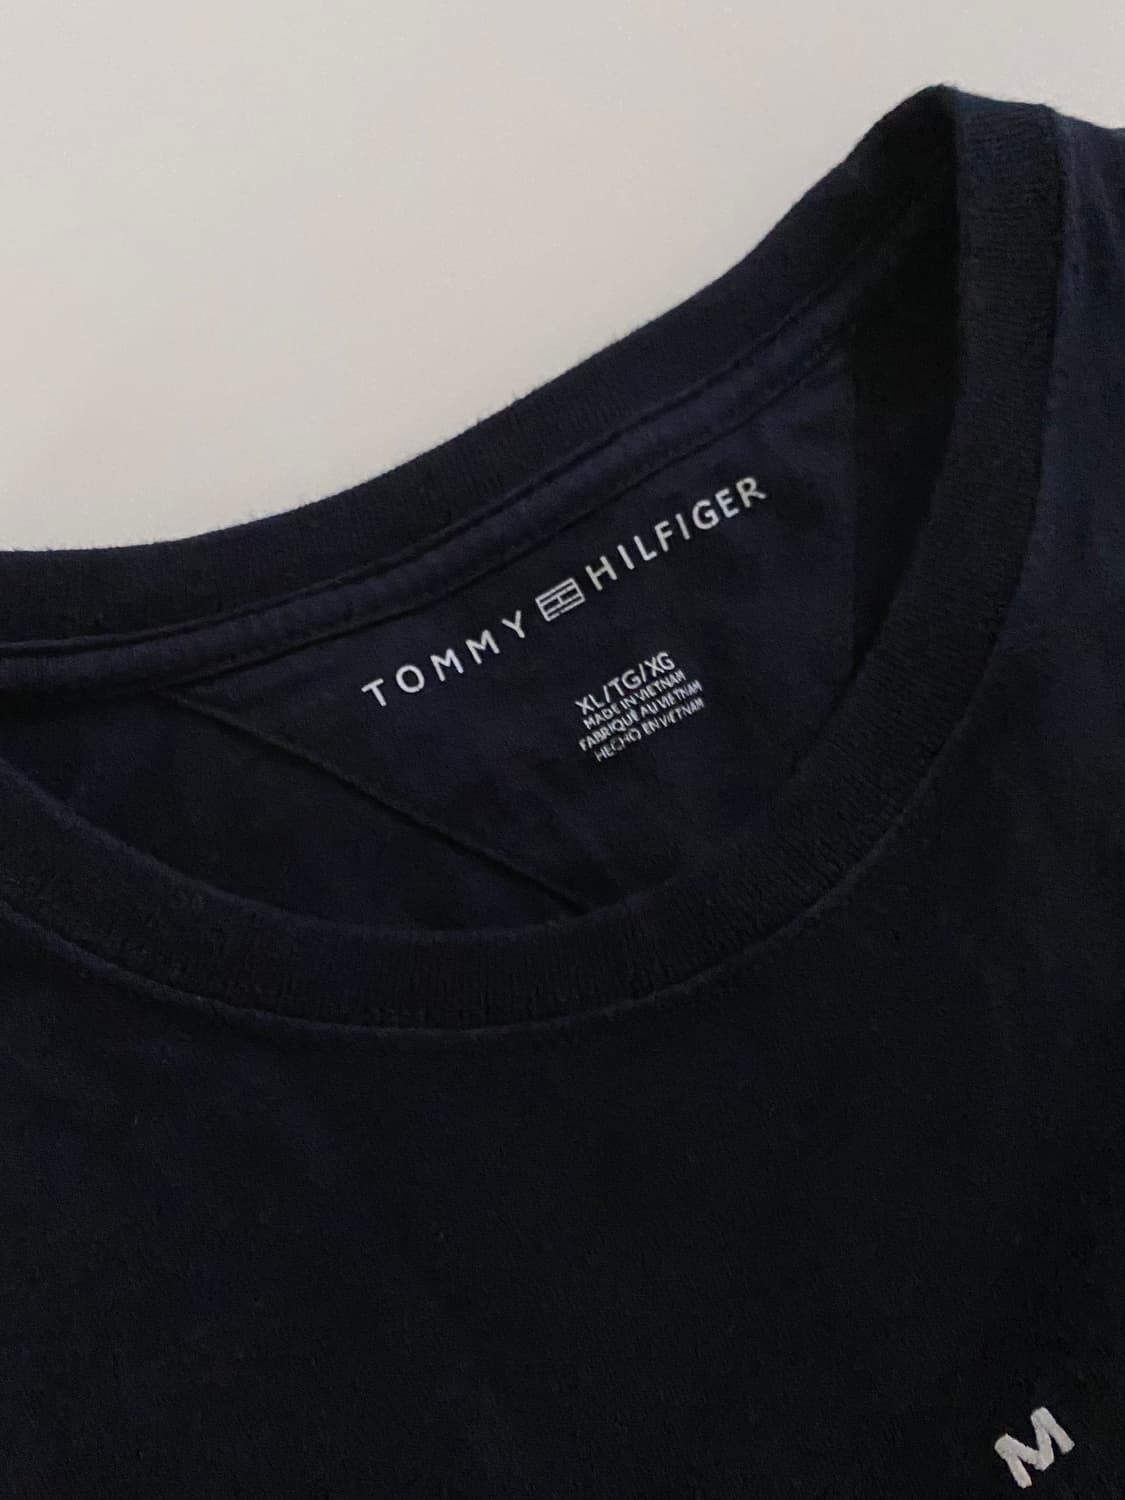 TOMMY HILFIGER
XL/TG/XG
MADE IN VIETNAM
FABRIQUÉ AU VIETNAM
HECHO EN VIETNAM
M